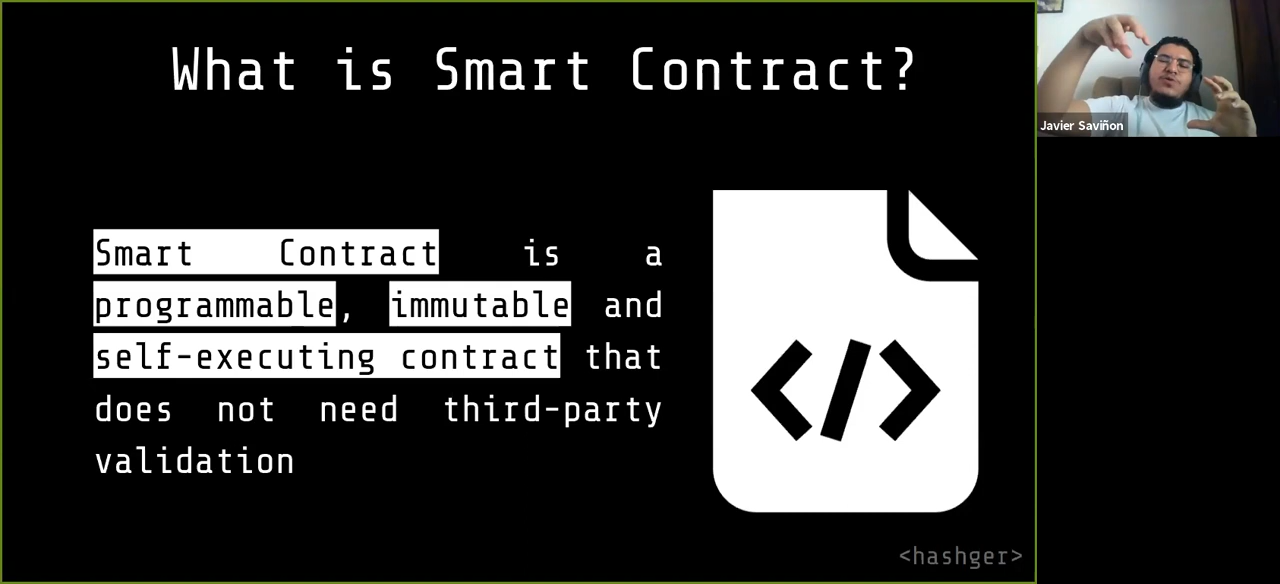 What is Smart Contract?
Smart Contract is a
programmable, immutable and
self-executing contract that
does not need third-party
validation
</>
<hashger>
Javier Saviñon